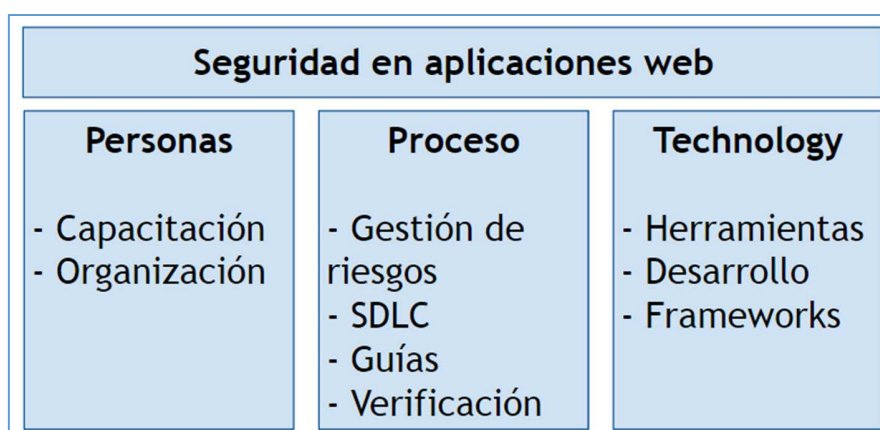 Seguridad en aplicaciones web
Personas
- Capacitación
- Organización
Proceso
- Gestión de
riesgos
- SDLC
- Guías
- Verificación
Technology
- Herramientas
- Desarrollo
- Frameworks